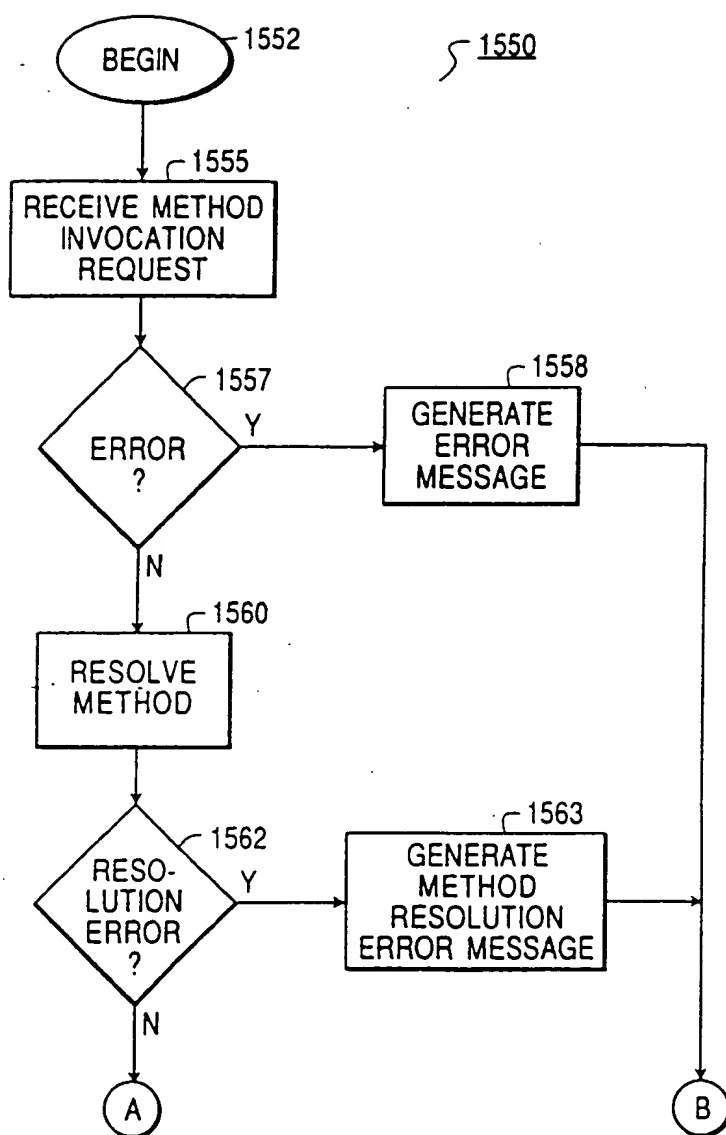 BEGIN
1552
1550
1555
RECEIVE METHOD
INVOCATION
REQUEST
1557
ERROR
?
Y
1558
GENERATE
ERROR
MESSAGE
N
1560
RESOLVE
METHOD
1562
RESO-
LUTION
ERROR
?
Y
1563
GENERATE
METHOD
RESOLUTION
ERROR MESSAGE
N
A
B